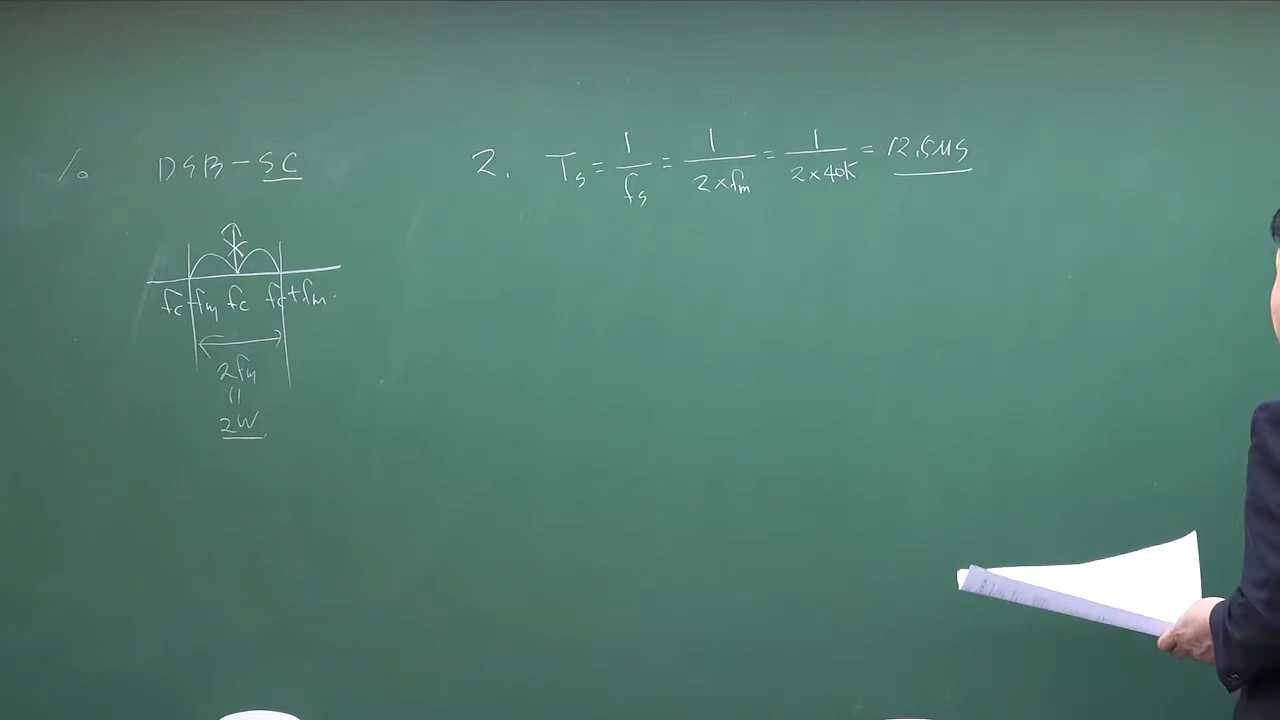 1. DSB-SC
fc-fm fc fc+fm
2fm
=
2W
2. Ts = 1/fs = 1/(2×fm) = 1/(2×40K) = 12.5μs